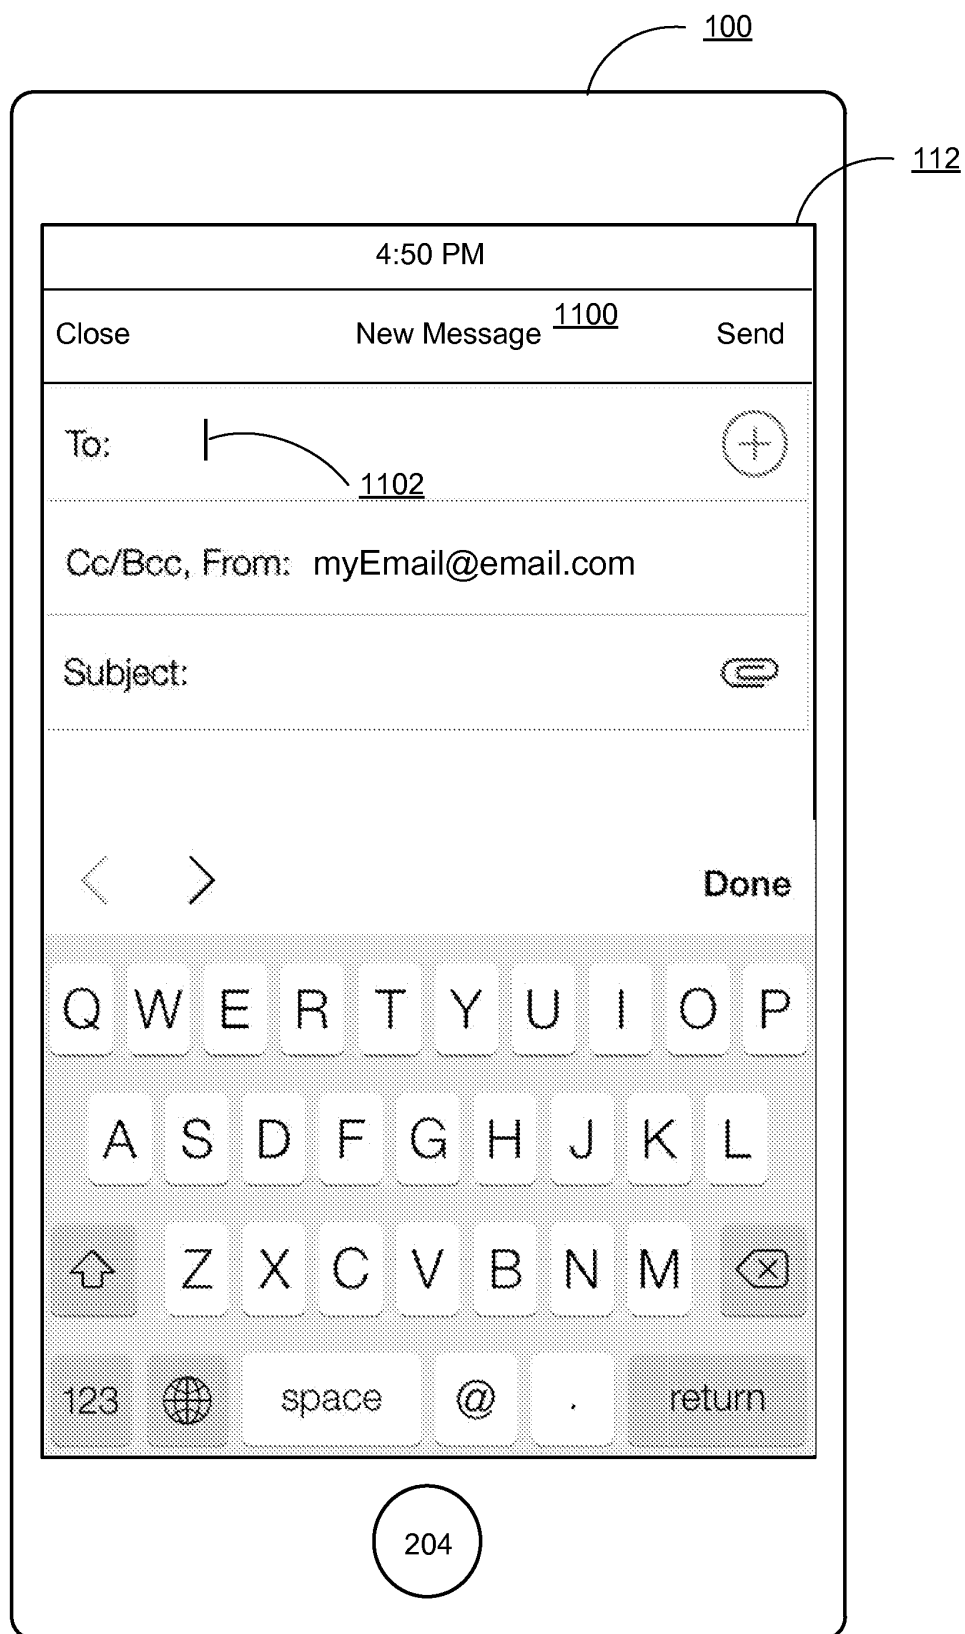 100
112
4:50 PM
Close New Message 1100 Send
To:
1102
Cc/Bcc, From: myEmail@email.com
Subject:
Done
Q W E R T Y U I O P
A S D F G H J K L
Z X C V B N M
123 space @ . return
204